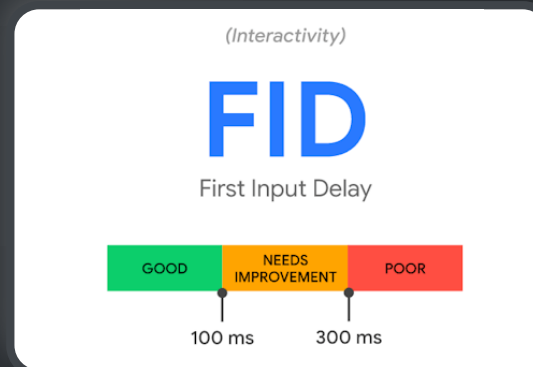 (Interactivity)
FID
First Input Delay
GOOD
NEEDS
IMPROVEMENT
POOR
100 ms
300 ms